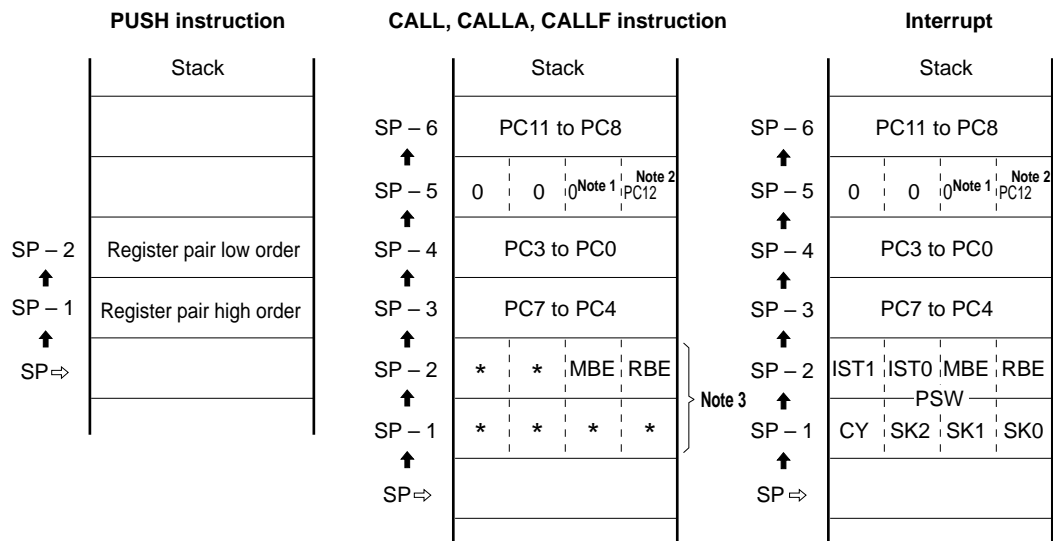 PUSH instruction
CALL, CALLA, CALLF instruction
Interrupt
Stack
SP – 2 Register pair low order
SP – 1 Register pair high order
SP⇨
Stack
SP – 6 PC11 to PC8
SP – 5 0 0 0Note 1 PC12Note 2
SP – 4 PC3 to PC0
SP – 3 PC7 to PC4
SP – 2 * * MBE RBE
Note 3
SP – 1 * * * *
SP⇨
Stack
SP – 6 PC11 to PC8
SP – 5 0 0 0Note 1 PC12Note 2
SP – 4 PC3 to PC0
SP – 3 PC7 to PC4
SP – 2 IST1 IST0 MBE RBE
PSW
SP – 1 CY SK2 SK1 SK0
SP⇨